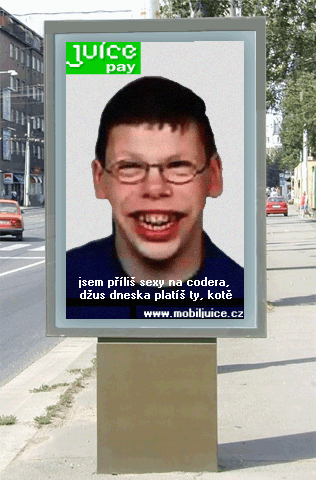 juice
pay
jsem příliš sexy na codera,
džus dneska platíš ty, kotě
www.mobiljuice.cz